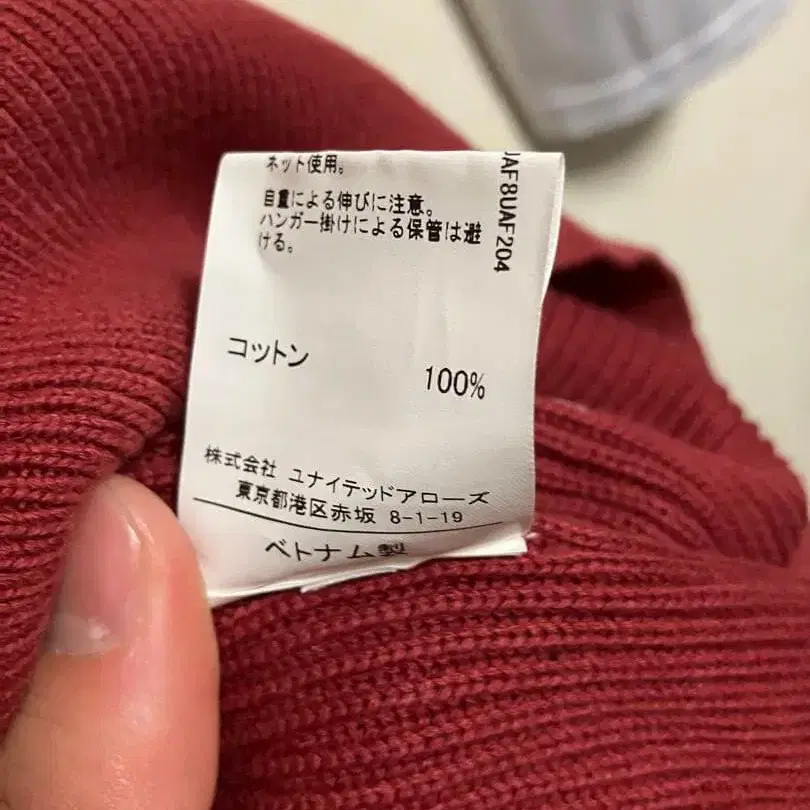 ネット使用。
自重による伸びに注意。
ハンガー掛けによる保管は避
ける。
コットン
100%
株式会社 ユナイテッドアローズ
東京都港区赤坂 8-1-19
ベトナム製
JAF8UAF204